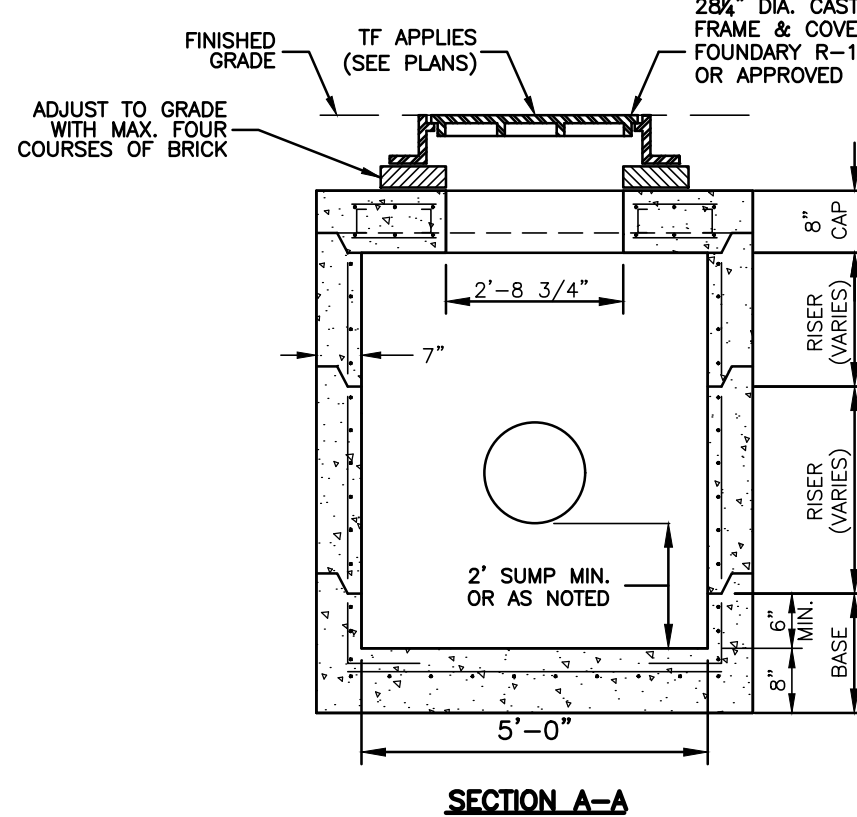 28¼" DIA. CAST
FRAME & COVE
FOUNDARY R-1
OR APPROVED
FINISHED
GRADE
TF APPLIES
(SEE PLANS)
ADJUST TO GRADE
WITH MAX. FOUR
COURSES OF BRICK
8"
CAP
2'-8 3/4"
RISER
(VARIES)
7"
RISER
(VARIES)
2' SUMP MIN.
OR AS NOTED
6"
MIN.
BASE
8"
5'-0"
SECTION A-A